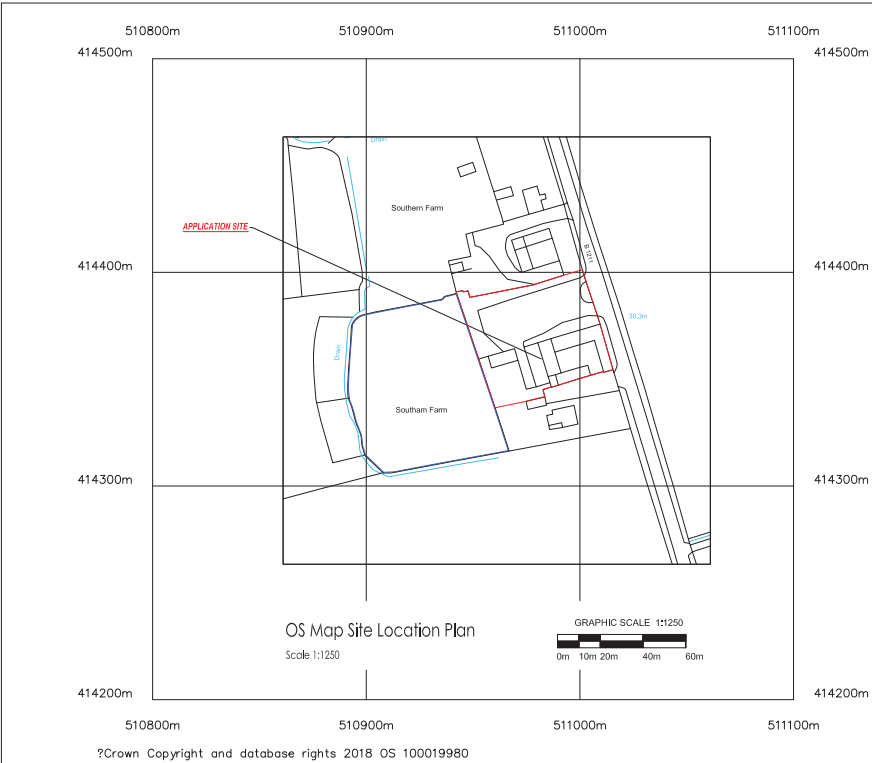 510800m 510900m 511000m 511100m
414500m 414500m
Drain
Southern Farm
APPLICATION SITE
B 1211
414400m 414400m
30.3m
Drain
Southam Farm
414300m 414300m
OS Map Site Location Plan
Scale 1:1250
GRAPHIC SCALE 1:1250
0m 10m 20m 40m 60m
414200m 414200m
510800m 510900m 511000m 511100m
?Crown Copyright and database rights 2018 OS 100019980